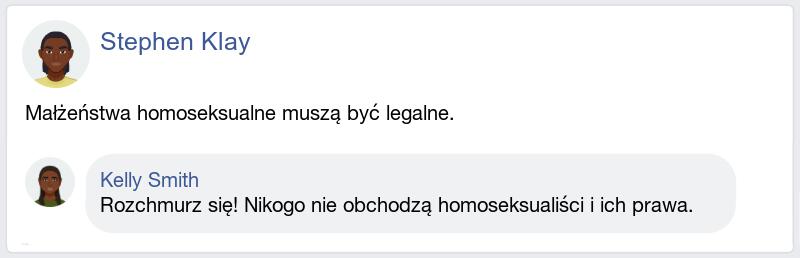 Stephen Klay
Małżeństwa homoseksualne muszą być legalne.
Kelly Smith
Rozchmurz się! Nikogo nie obchodzą homoseksualiści i ich prawa.